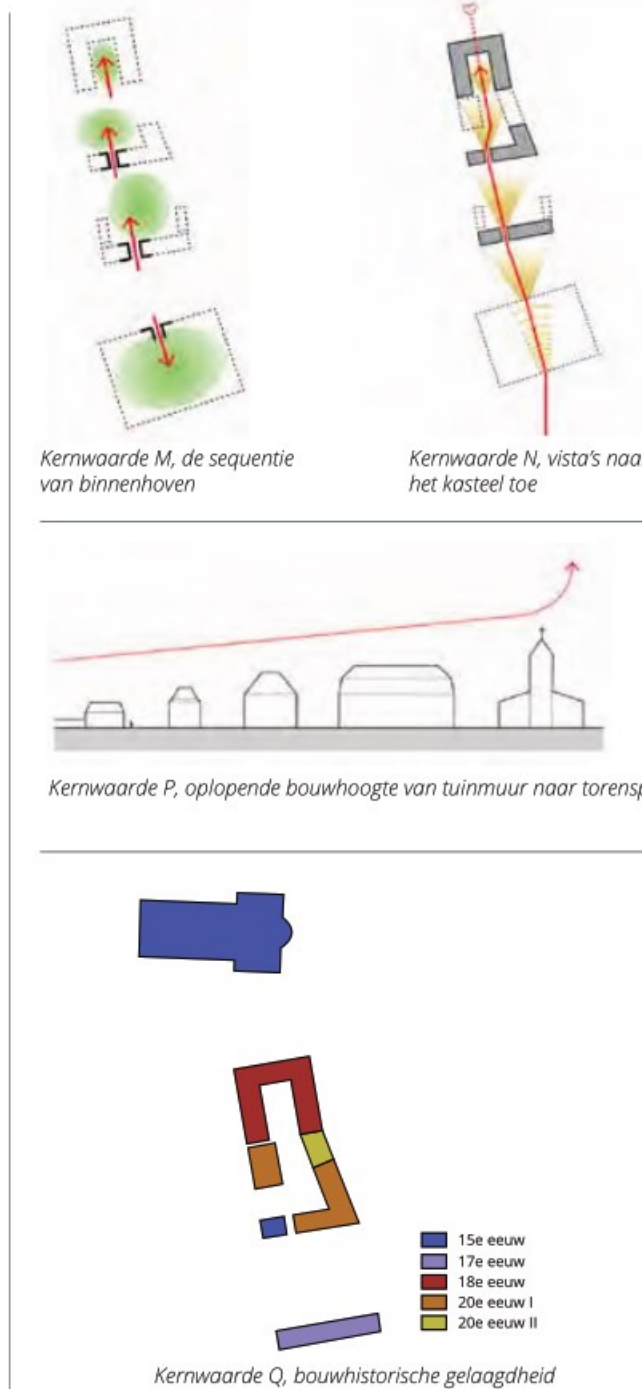 Kernwaarde M, de sequentie
van binnenhoven
Kernwaarde N, vista's naa
het kasteel toe
Kernwaarde P, oplopende bouwhoogte van tuinmuur naar torensp
15e eeuw
17e eeuw
18e eeuw
20e eeuw I
20e eeuw II
Kernwaarde Q, bouwhistorische gelaagdheid